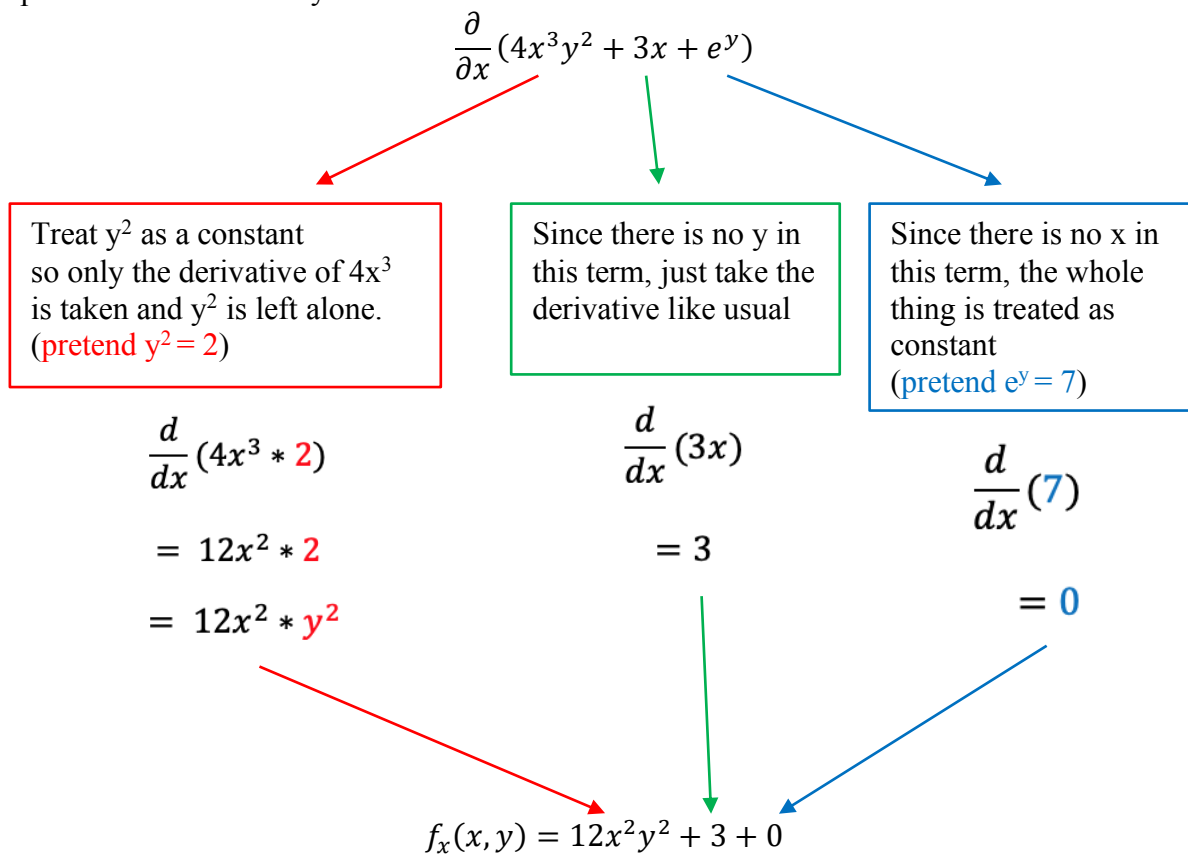 ∂/∂x (4x³y² + 3x + eʸ)
Treat y² as a constant
so only the derivative of 4x³
is taken and y² is left alone.
(pretend y² = 2)
Since there is no y in
this term, just take the
derivative like usual
Since there is no x in
this term, the whole
thing is treated as
constant
(pretend eʸ = 7)
d/dx (4x³ * 2)
= 12x² * 2
= 12x² * y²
d/dx (3x)
= 3
d/dx (7)
= 0
fₓ(x, y) = 12x²y² + 3 + 0